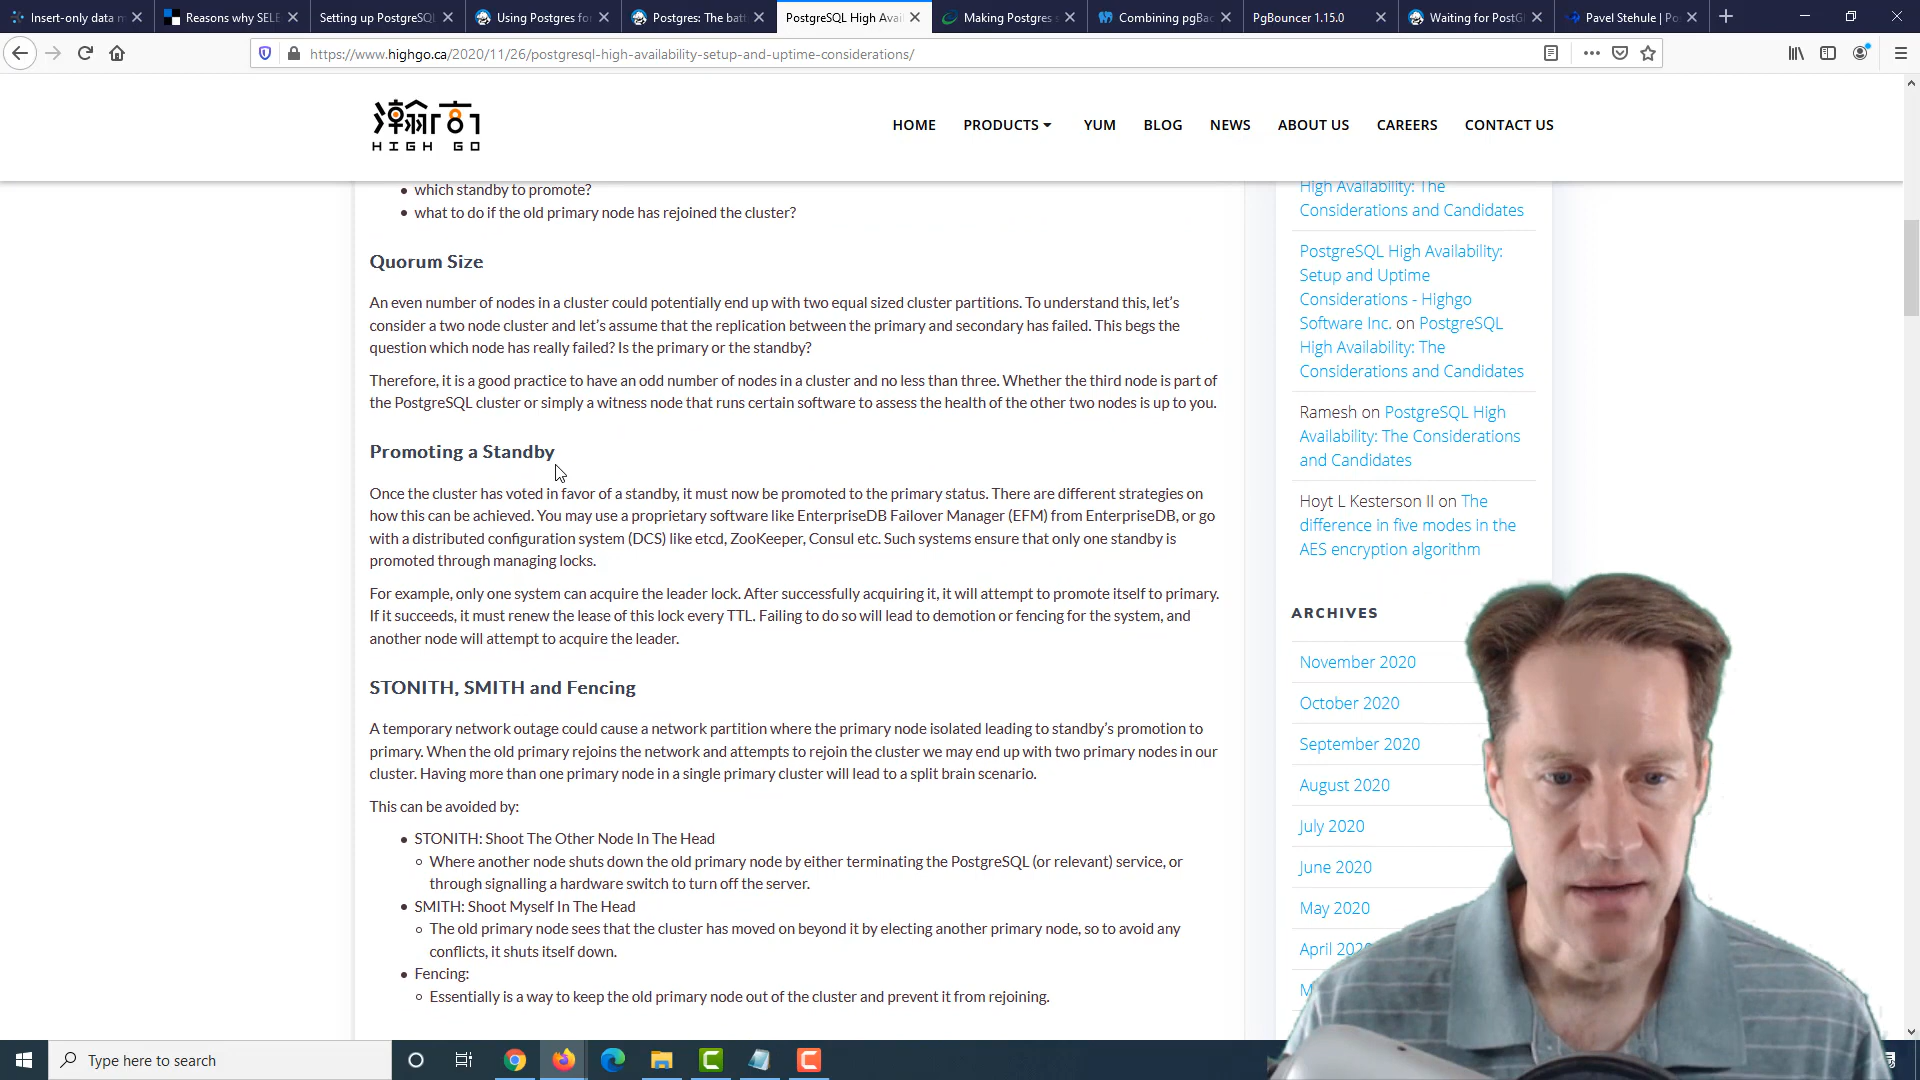 Insert-only data m
Reasons why SELE
Setting up PostgreSQL
Using Postgres fo
Postgres: The bat
PostgreSQL High Avail
Making Postgres s
Combining pgBac
PgBouncer 1.15.0
Waiting for PostG
Pavel Stehule | Po
https://www.highgo.ca/2020/11/26/postgresql-high-availability-setup-and-uptime-considerations/
瀚高
HIGH GO
HOME PRODUCTS YUM BLOG NEWS ABOUT US CAREERS CONTACT US
which standby to promote?
what to do if the old primary node has rejoined the cluster?
Quorum Size
An even number of nodes in a cluster could potentially end up with two equal sized cluster partitions. To understand this, let’s
consider a two node cluster and let’s assume that the replication between the primary and secondary has failed. This begs the
question which node has really failed? Is the primary or the standby?
Therefore, it is a good practice to have an odd number of nodes in a cluster and no less than three. Whether the third node is part of
the PostgreSQL cluster or simply a witness node that runs certain software to assess the health of the other two nodes is up to you.
Promoting a Standby
Once the cluster has voted in favor of a standby, it must now be promoted to the primary status. There are different strategies on
how this can be achieved. You may use a proprietary software like EnterpriseDB Failover Manager (EFM) from EnterpriseDB, or go
with a distributed configuration system (DCS) like etcd, ZooKeeper, Consul etc. Such systems ensure that only one standby is
promoted through managing locks.
For example, only one system can acquire the leader lock. After successfully acquiring it, it will attempt to promote itself to primary.
If it succeeds, it must renew the lease of this lock every TTL. Failing to do so will lead to demotion or fencing for the system, and
another node will attempt to acquire the leader.
STONITH, SMITH and Fencing
A temporary network outage could cause a network partition where the primary node isolated leading to standby’s promotion to
primary. When the old primary rejoins the network and attempts to rejoin the cluster we may end up with two primary nodes in our
cluster. Having more than one primary node in a single primary cluster will lead to a split brain scenario.
This can be avoided by:
STONITH: Shoot The Other Node In The Head
Where another node shuts down the old primary node by either terminating the PostgreSQL (or relevant) service, or
through signalling a hardware switch to turn off the server.
SMITH: Shoot Myself In The Head
The old primary node sees that the cluster has moved on beyond it by electing another primary node, so to avoid any
conflicts, it shuts itself down.
Fencing:
Essentially is a way to keep the old primary node out of the cluster and prevent it from rejoining.
High Availability: The
Considerations and Candidates
PostgreSQL High Availability:
Setup and Uptime
Considerations - Highgo
Software Inc. on PostgreSQL
High Availability: The
Considerations and Candidates
Ramesh on PostgreSQL High
Availability: The Considerations
and Candidates
Hoyt L Kesterson II on The
difference in five modes in the
AES encryption algorithm
ARCHIVES
November 2020
October 2020
September 2020
August 2020
July 2020
June 2020
May 2020
April 202
M
Type here to search